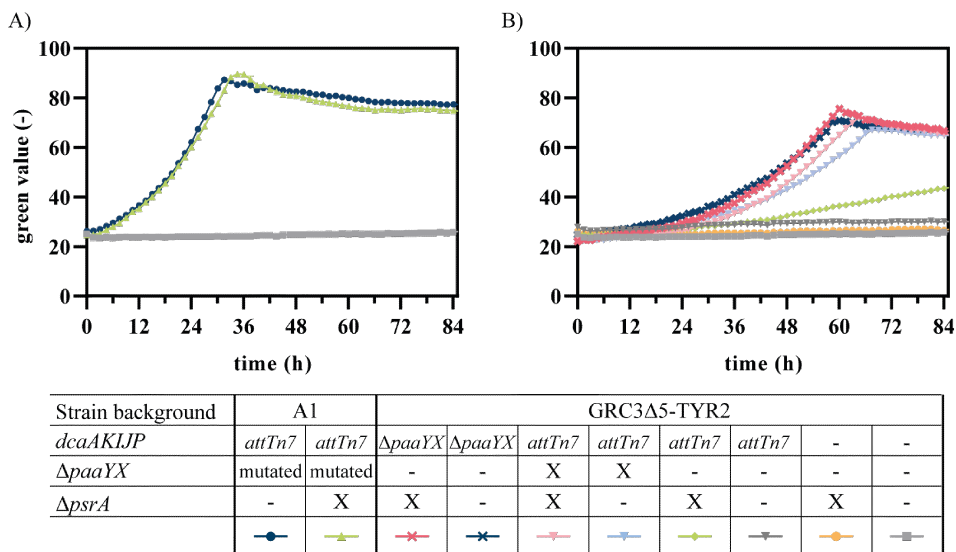 A)
B)
100
80
60
40
20
0
green value (-)
0 12 24 36 48 60 72 84
time (h)
100
80
60
40
20
0
0 12 24 36 48 60 72 84
time (h)
Strain background A1 GRC3Δ5-TYR2
dcaAKIJP attTn7 attTn7 ΔpaaYX ΔpaaYX attTn7 attTn7 attTn7 attTn7 - -
ΔpaaYX mutated mutated - - X X - - - -
ΔpsrA - X X - X - X - X -